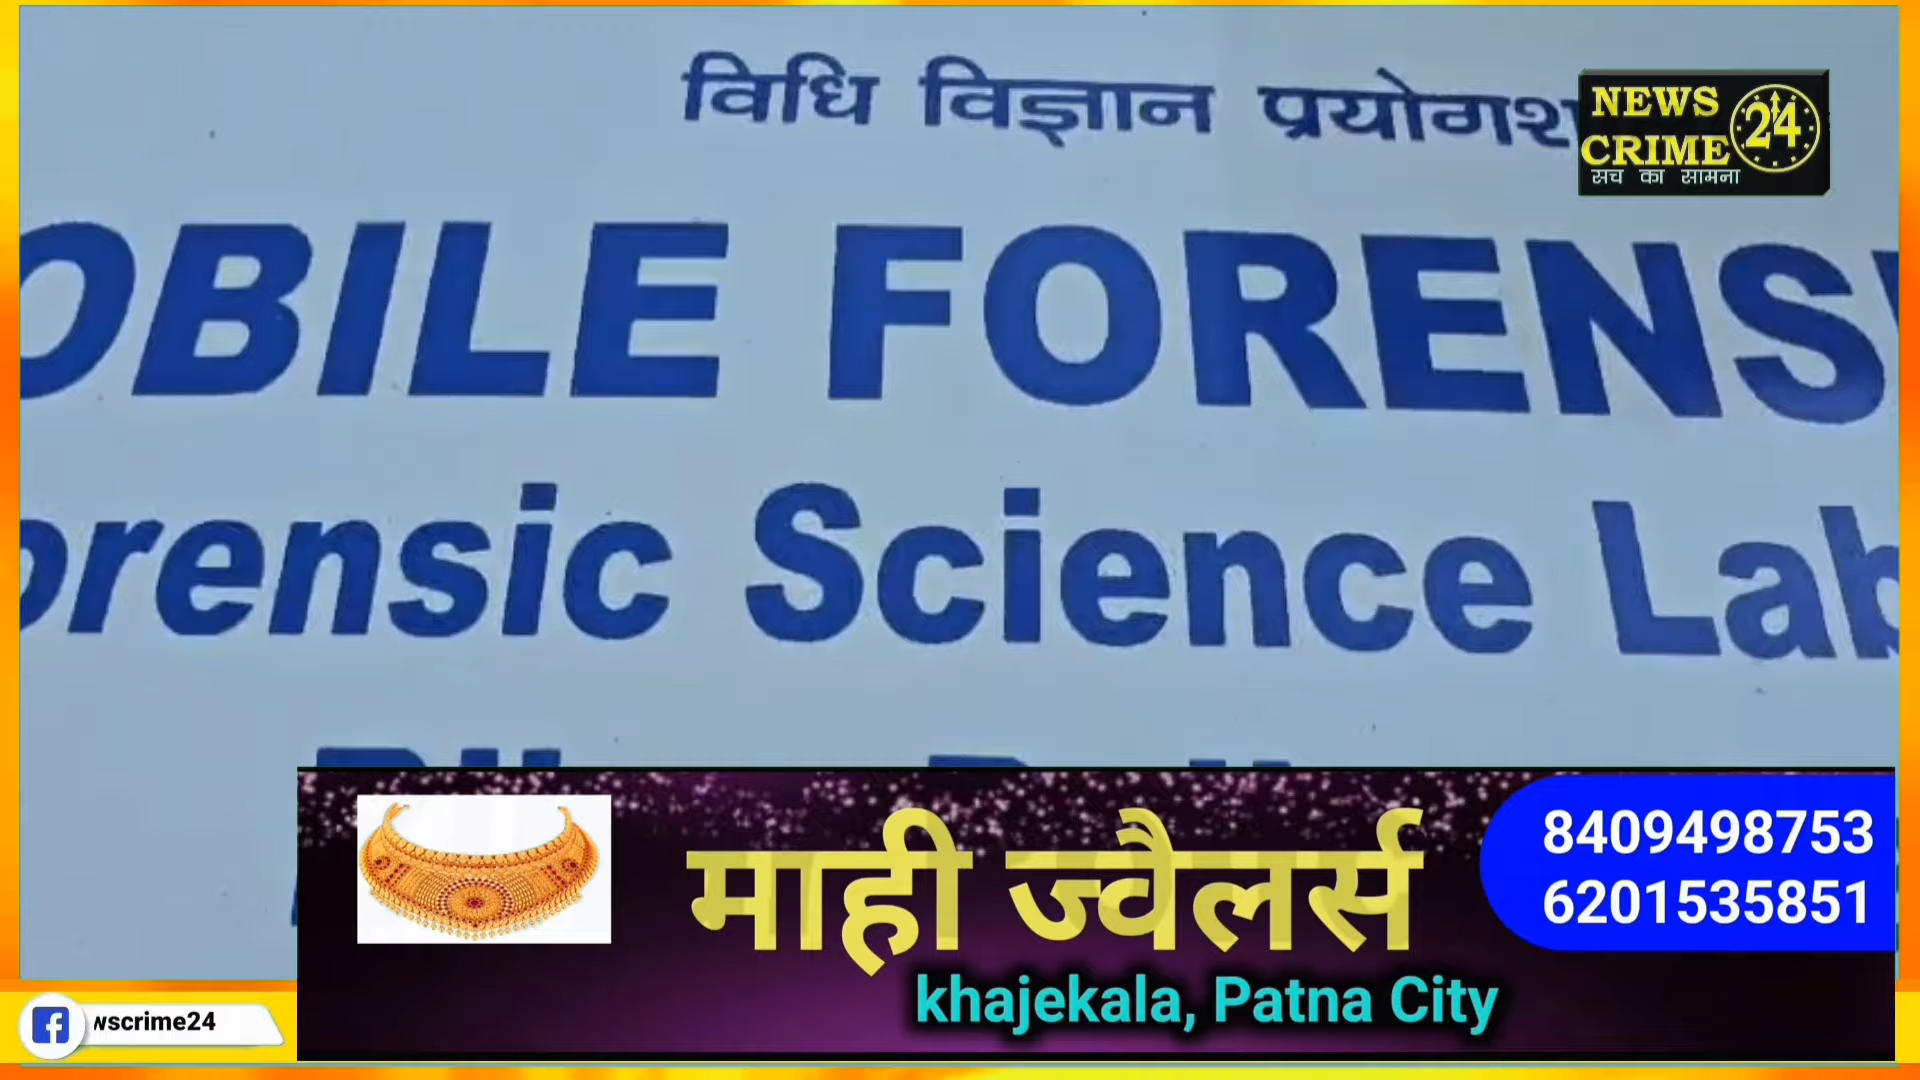 विधि विज्ञान प्रयोगश
OBILE FORENS
orensic Science Lab
NEWS
CRIME 24
सच का सामना
माही ज्वैलर्स
khajekala, Patna City
8409498753
6201535851
wscrime24